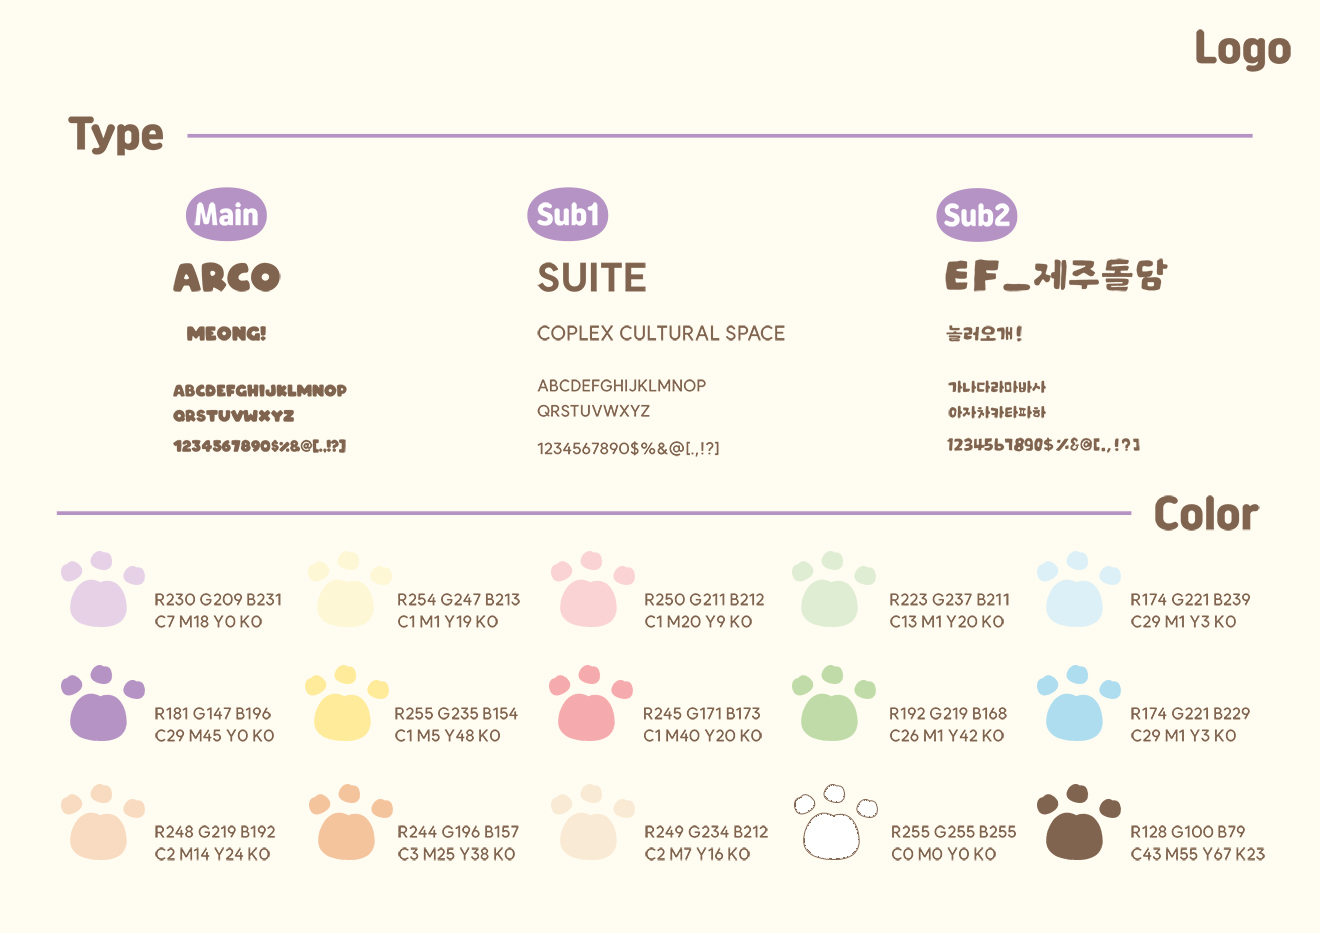 Logo
Type
Main
ARCO
MEONG!
ABCDEFGHIJKLMNOP
QRSTUVWXYZ
1234567890$%&@[.,!?]
Sub1
SUITE
COPLEX CULTURAL SPACE
ABCDEFGHIJKLMNOP
QRSTUVWXYZ
1234567890$%&@[.,!?]
Sub2
EF_제주돌담
놀러오개!
가나다라마바사
아자차카타파하
1234567890$%&@[.,!?]
Color
R230 G209 B231
C7 M18 Y0 K0
R254 G247 B213
C1 M1 Y19 K0
R250 G211 B212
C1 M20 Y9 K0
R223 G237 B211
C13 M1 Y20 K0
R174 G221 B239
C29 M1 Y3 K0
R181 G147 B196
C29 M45 Y0 K0
R255 G235 B154
C1 M5 Y48 K0
R245 G171 B173
C1 M40 Y20 K0
R192 G219 B168
C26 M1 Y42 K0
R174 G221 B229
C29 M1 Y3 K0
R248 G219 B192
C2 M14 Y24 K0
R244 G196 B157
C3 M25 Y38 K0
R249 G234 B212
C2 M7 Y16 K0
R255 G255 B255
C0 M0 Y0 K0
R128 G100 B79
C43 M55 Y67 K23